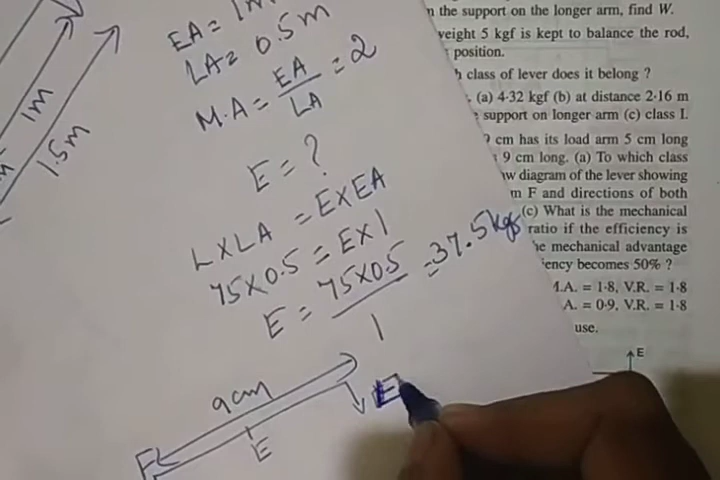 1m
15m
EA = 1m
LA = 0.5m
M.A = EA/LA = 2
E = ?
L×LA = E×EA
75×0.5 = E×1
E = 75×0.5/1 = 37.5kgf
9cm
E
F
E
the support on the longer arm, find W.
weight 5 kgf is kept to balance the rod,
position.
class of lever does it belong ?
(a) 4·32 kgf (b) at distance 2·16 m
support on longer arm (c) class I.
cm has its load arm 5 cm long
9 cm long. (a) To which class
diagram of the lever showing
F and directions of both
(c) What is the mechanical
ratio if the efficiency is
mechanical advantage
becomes 50% ?
M.A. = 1·8, V.R. = 1·8
A. = 0·9, V.R. = 1·8
use.
E